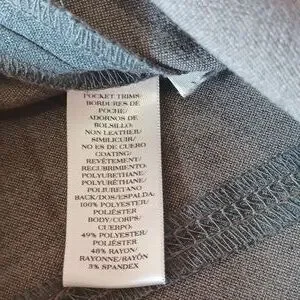 POCKET TRIMS:
BORDURES DE
POCHE/
ADORNOS DE
BOLSILLO:
NON LEATHER/
SIMILICUIR/
NO ES DE CUERO
COATING/
REVÊTEMENT/
RECUBRIMIENTO:
POLYURETHANE/
POLYURÉTHANE/
POLIURETANO
BACK/DOS/ESPALDA:
100% POLYESTER/
POLIÉSTER
BODY/CORPS/
CUERPO:
49% POLYESTER/
POLIÉSTER
48% RAYON/
RAYONNE/RAYÓN
3% SPANDEX